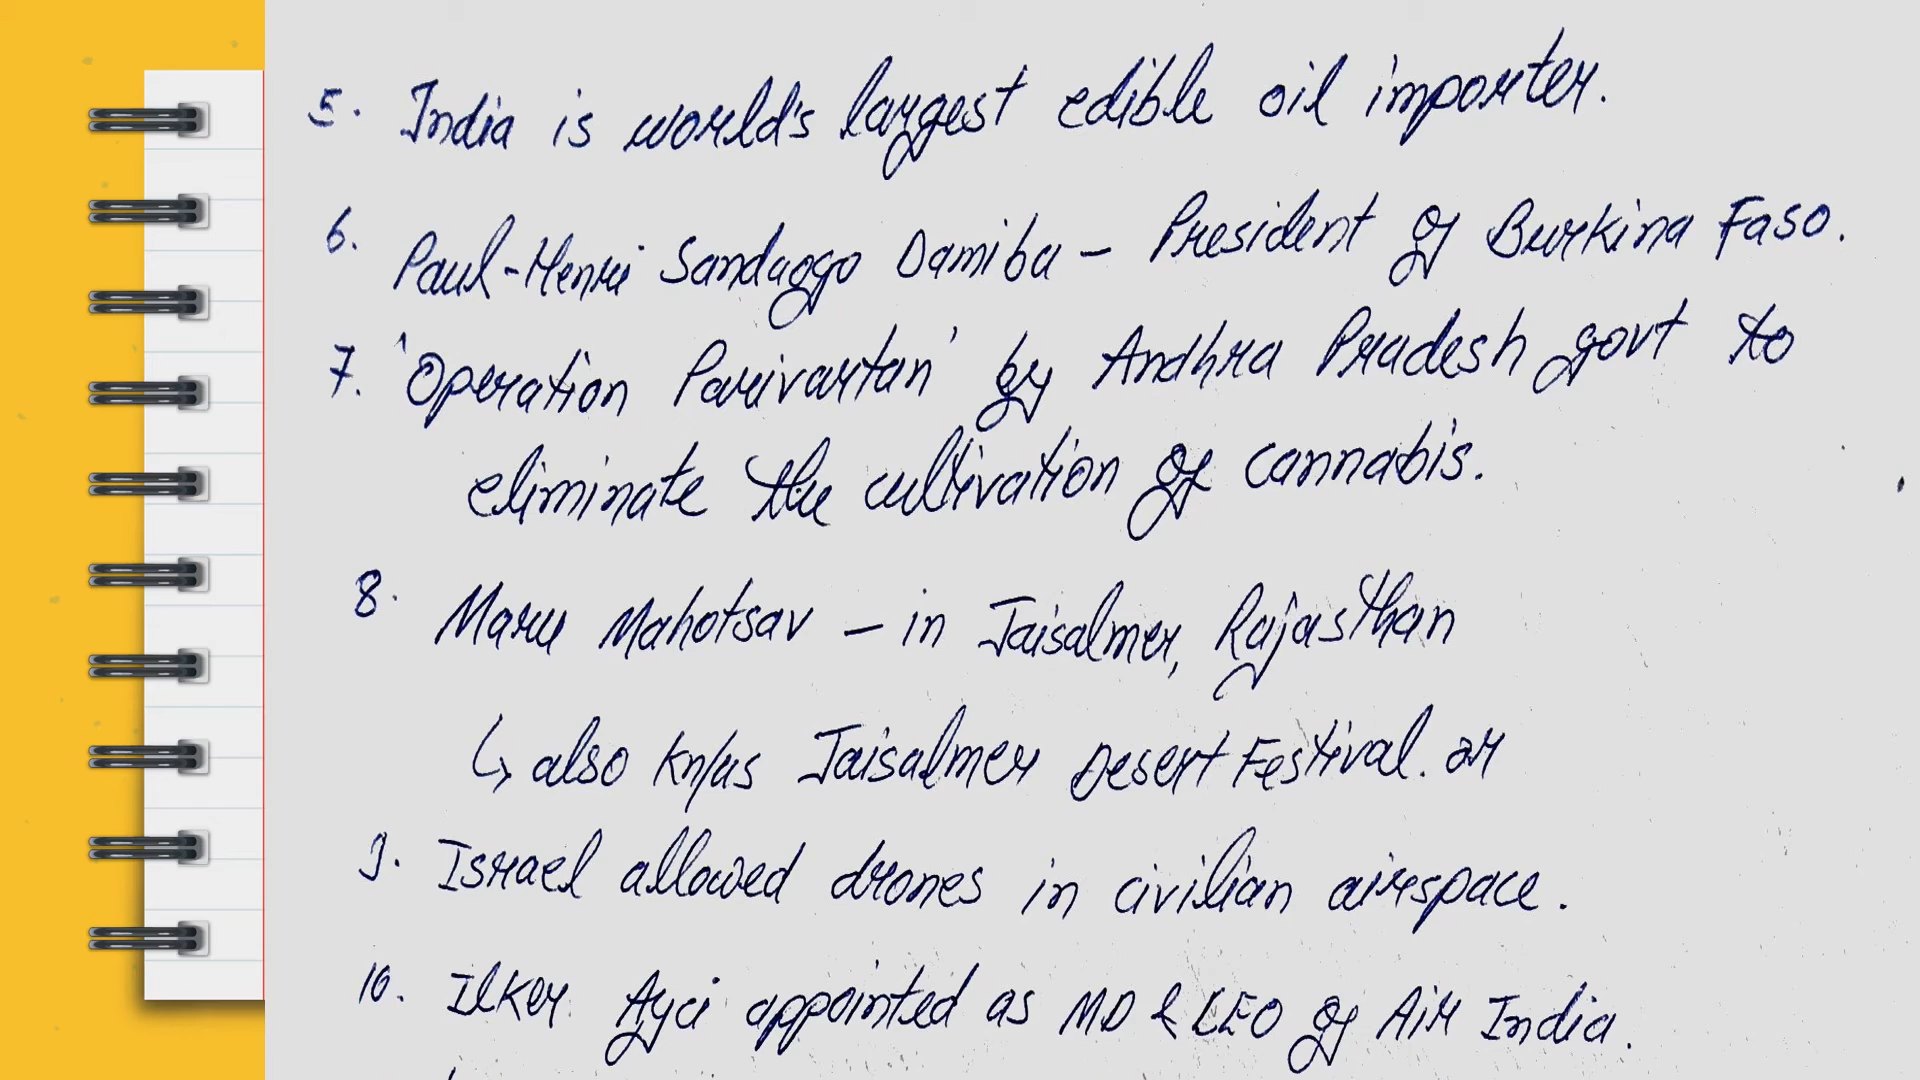 5. India is world's largest edible oil importer.
6. Paul-Henri Sandaogo Damiba – President of Burkina Faso.
7. 'Operation Parivartan' by Andhra Pradesh govt to
eliminate the cultivation of cannabis.
8. Maru Mahotsav – in Jaisalmer, Rajasthan
↳ also kn/as Jaisalmer Desert Festival.
9. Israel allowed drones in civilian airspace.
10. Ilker Ayci appointed as MD & CEO of Air India.